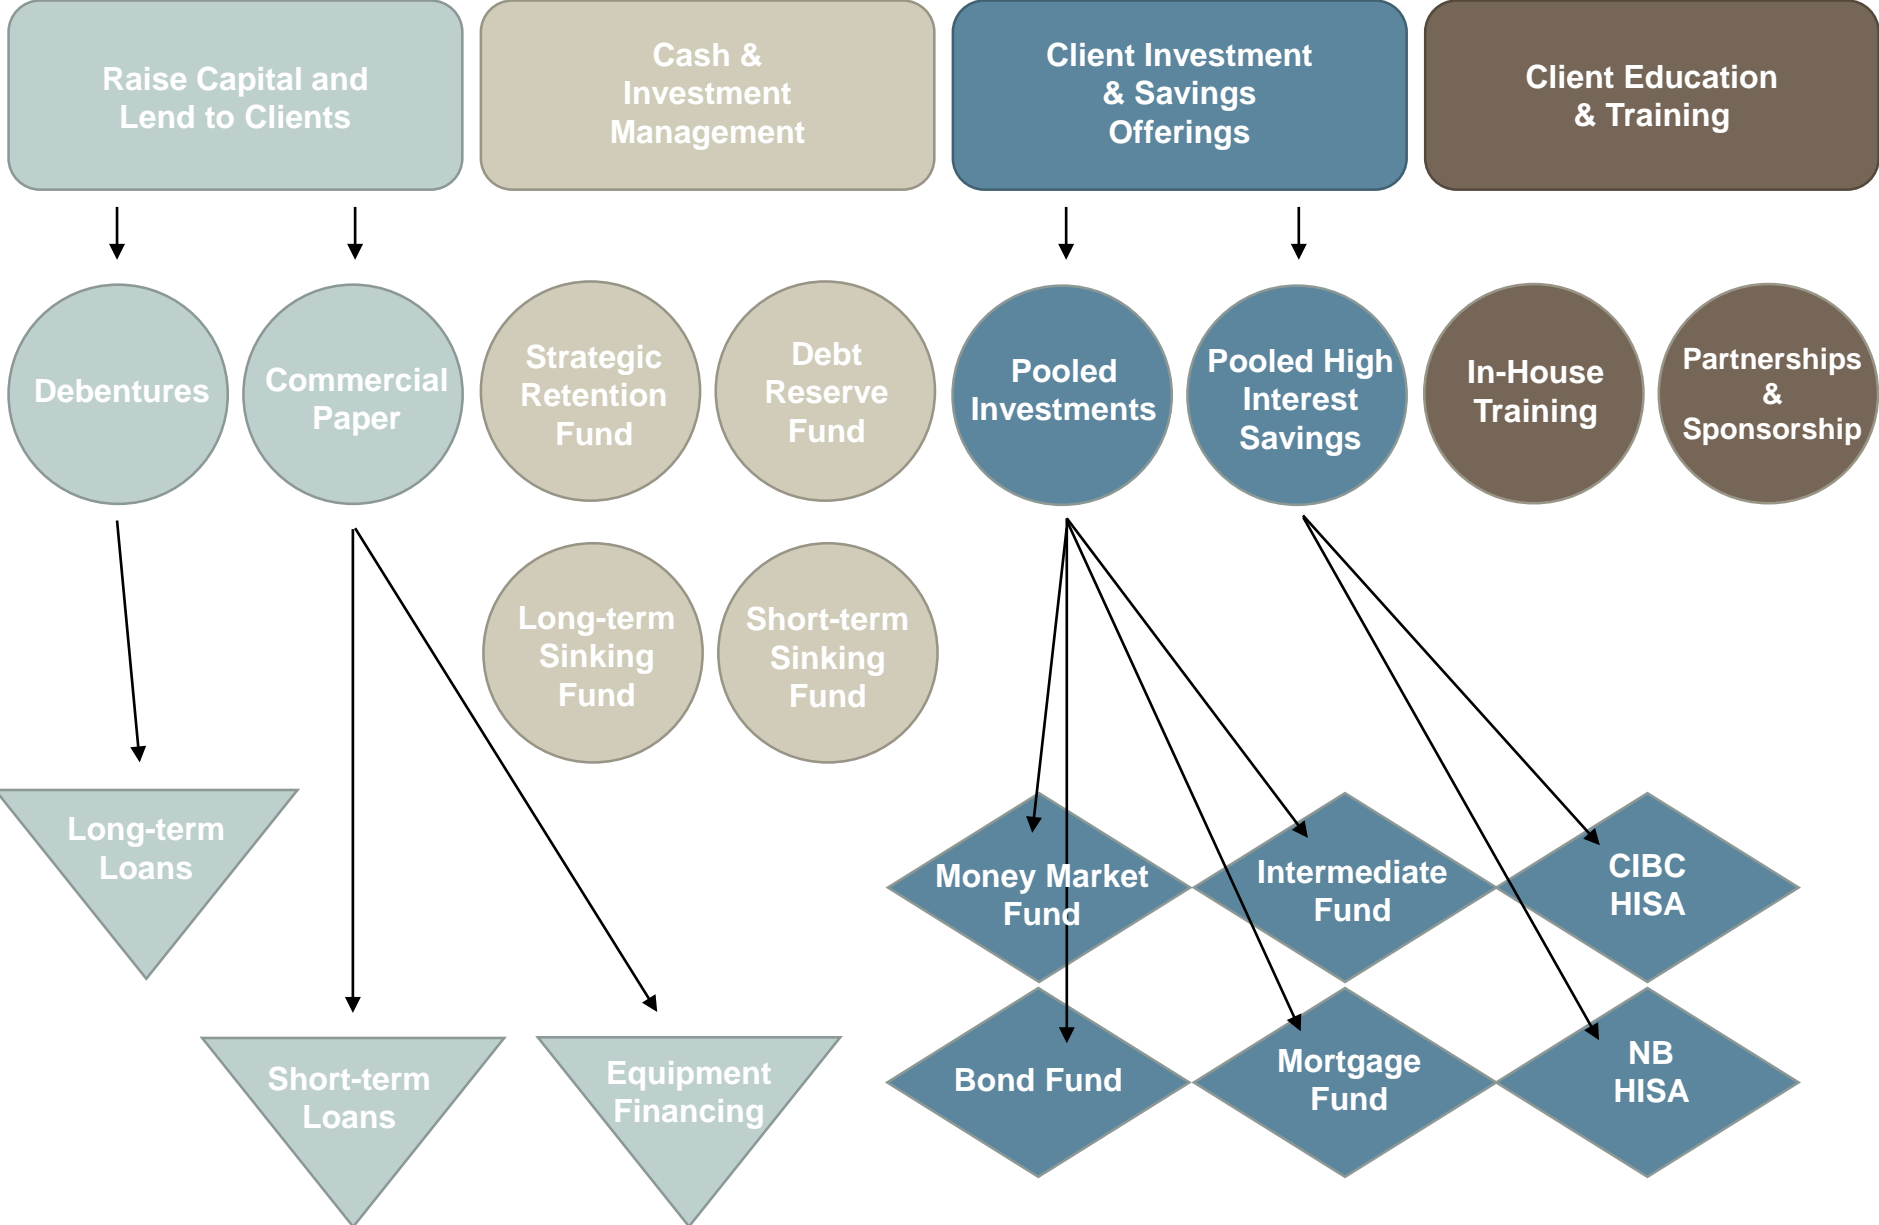 Raise Capital and
Lend to Clients
Cash &
Investment
Management
Client Investment
& Savings
Offerings
Client Education
& Training
Debentures
Commercial
Paper
Strategic
Retention
Fund
Debt
Reserve
Fund
Pooled
Investments
Pooled High
Interest
Savings
In-House
Training
Partnerships
&
Sponsorship
Long-term
Sinking
Fund
Short-term
Sinking
Fund
Long-term
Loans
Money Market
Fund
Intermediate
Fund
CIBC
HISA
Short-term
Loans
Equipment
Financing
Bond Fund
Mortgage
Fund
NB
HISA